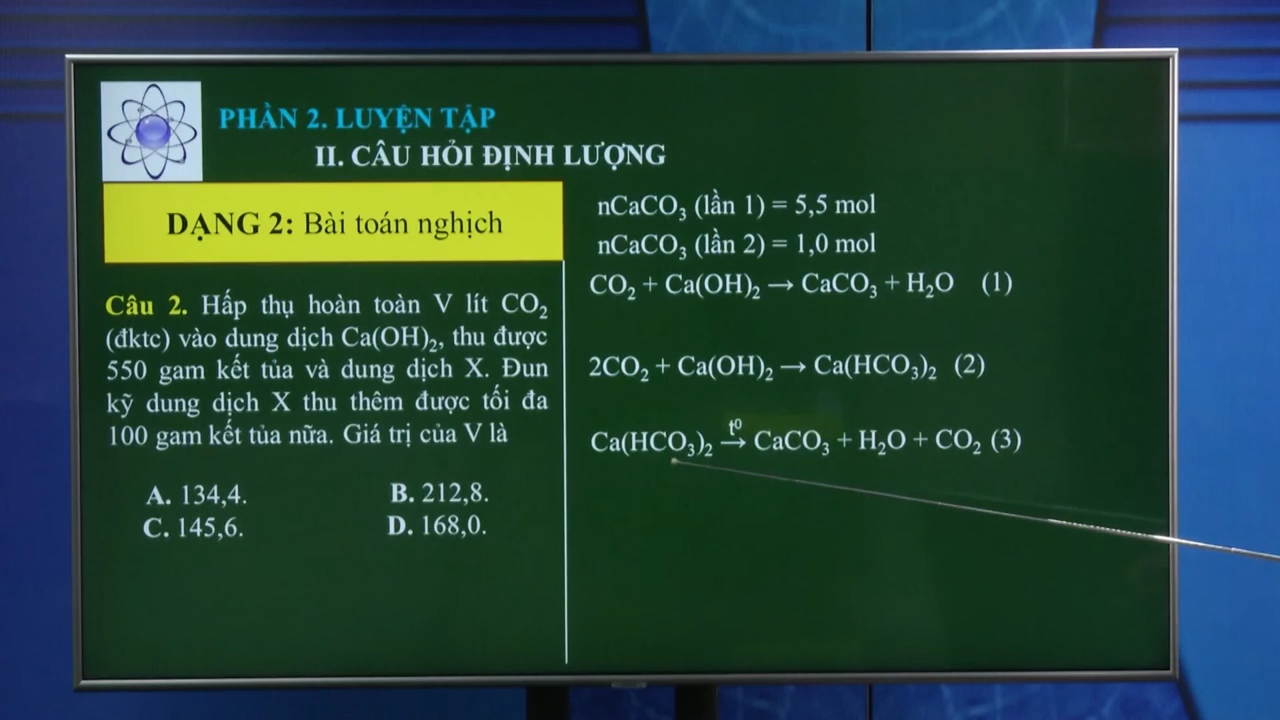 PHẦN 2. LUYỆN TẬP
II. CÂU HỎI ĐỊNH LƯỢNG
DẠNG 2: Bài toán nghịch
Câu 2. Hấp thụ hoàn toàn V lít CO₂
(đktc) vào dung dịch Ca(OH)₂, thu được
550 gam kết tủa và dung dịch X. Đun
kỹ dung dịch X thu thêm được tối đa
100 gam kết tủa nữa. Giá trị của V là
A. 134,4. B. 212,8.
C. 145,6. D. 168,0.
nCaCO₃ (lần 1) = 5,5 mol
nCaCO₃ (lần 2) = 1,0 mol
CO₂ + Ca(OH)₂ → CaCO₃ + H₂O (1)
2CO₂ + Ca(OH)₂ → Ca(HCO₃)₂ (2)
Ca(HCO₃)₂ →t⁰ CaCO₃ + H₂O + CO₂ (3)